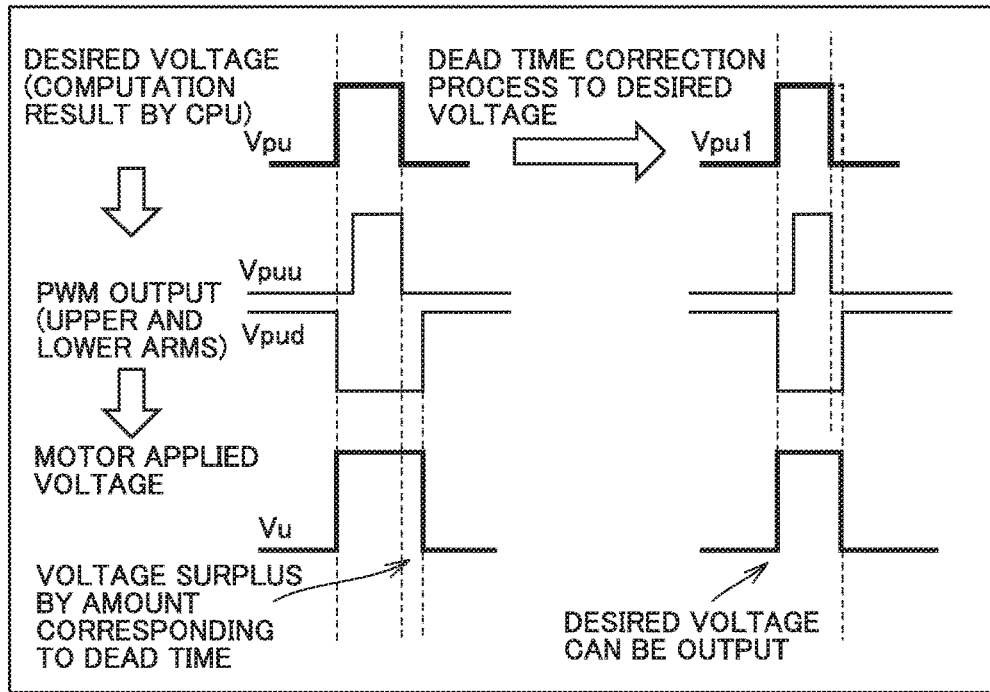 DESIRED VOLTAGE
(COMPUTATION
RESULT BY CPU)
Vpu
DEAD TIME CORRECTION
PROCESS TO DESIRED
VOLTAGE
Vpu1
Vpuu
PWM OUTPUT
(UPPER AND
LOWER ARMS)
Vpud
MOTOR APPLIED
VOLTAGE
Vu
VOLTAGE SURPLUS
BY AMOUNT
CORRESPONDING
TO DEAD TIME
DESIRED VOLTAGE
CAN BE OUTPUT